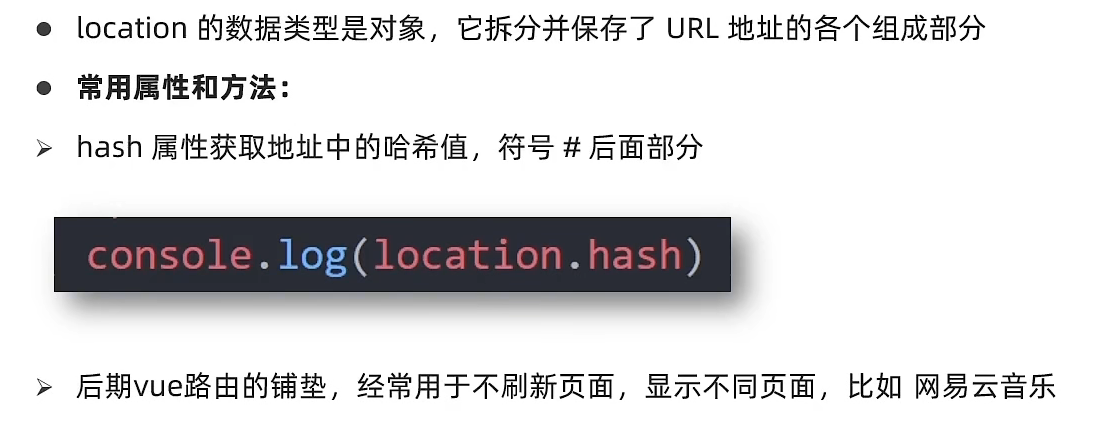 ● location 的数据类型是对象，它拆分并保存了 URL 地址的各个组成部分
● 常用属性和方法：
➢ hash 属性获取地址中的哈希值，符号 # 后面部分
console.log(location.hash)
➢ 后期vue路由的铺垫，经常用于不刷新页面，显示不同页面，比如 网易云音乐